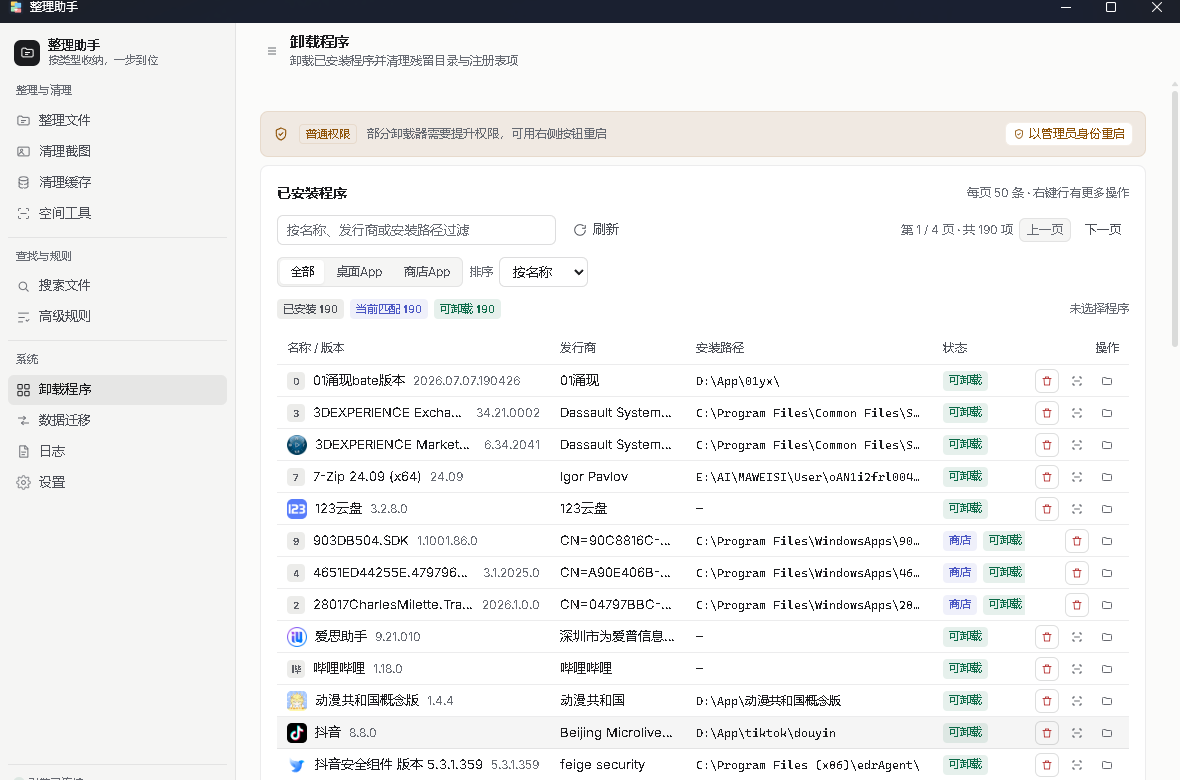 整理助手
整理助手
按类型收纳，一步到位
整理与清理
整理文件
清理截图
清理缓存
空间工具
查找与规则
搜索文件
高级规则
系统
卸载程序
数据迁移
日志
设置
卸载程序
卸载已安装程序并清理残留目录与注册表项
普通权限 部分卸载器需要提升权限，可用右侧按钮重启 以管理员身份重启
已安装程序 每页 50 条 · 右键行有更多操作
按名称、发行商或安装路径过滤 刷新 第 1 / 4 页 · 共 190 项 上一页 下一页
全部 桌面App 商店App 排序 按名称
已安装 190 当前匹配 190 可卸载 190 未选择程序
名称 / 版本 发行商 安装路径 状态 操作
0 01涌现bate版本 2026.07.07.190426 01涌现 D:\App\01yx\ 可卸载
3 3DEXPERIENCE Excha... 34.21.0002 Dassault System... C:\Program Files\Common Files\S… 可卸载
3DEXPERIENCE Market... 6.34.2041 Dassault System... C:\Program Files\Common Files\S… 可卸载
7 7-Zip 24.09 (x64) 24.09 Igor Pavlov E:\AI\MAWEISI\User\oAN1i2frl004… 可卸载
123 123云盘 3.2.8.0 123云盘 — 可卸载
9 903DB504.SDK 1.1001.86.0 CN=90C8816C-... C:\Program Files\WindowsApps\90… 商店 可卸载
4 4651ED44255E.479796... 3.1.2025.0 CN=A90E406B-... C:\Program Files\WindowsApps\46… 商店 可卸载
2 28017CharlesMilette.Tra... 2026.1.0.0 CN=04797BBC-... C:\Program Files\WindowsApps\28… 商店 可卸载
爱思助手 9.21.010 深圳市为爱普信息... — 可卸载
哔 哔哩哔哩 1.18.0 哔哩哔哩 — 可卸载
动漫共和国概念版 1.4.4 动漫共和国 D:\app\动漫共和国概念版 可卸载
抖音 8.8.0 Beijing Microlive... D:\App\tiktok\douyin 可卸载
抖音安全组件 版本 5.3.1.359 5.3.1.359 feige security C:\Program Files (x86)\edrAgent\ 可卸载